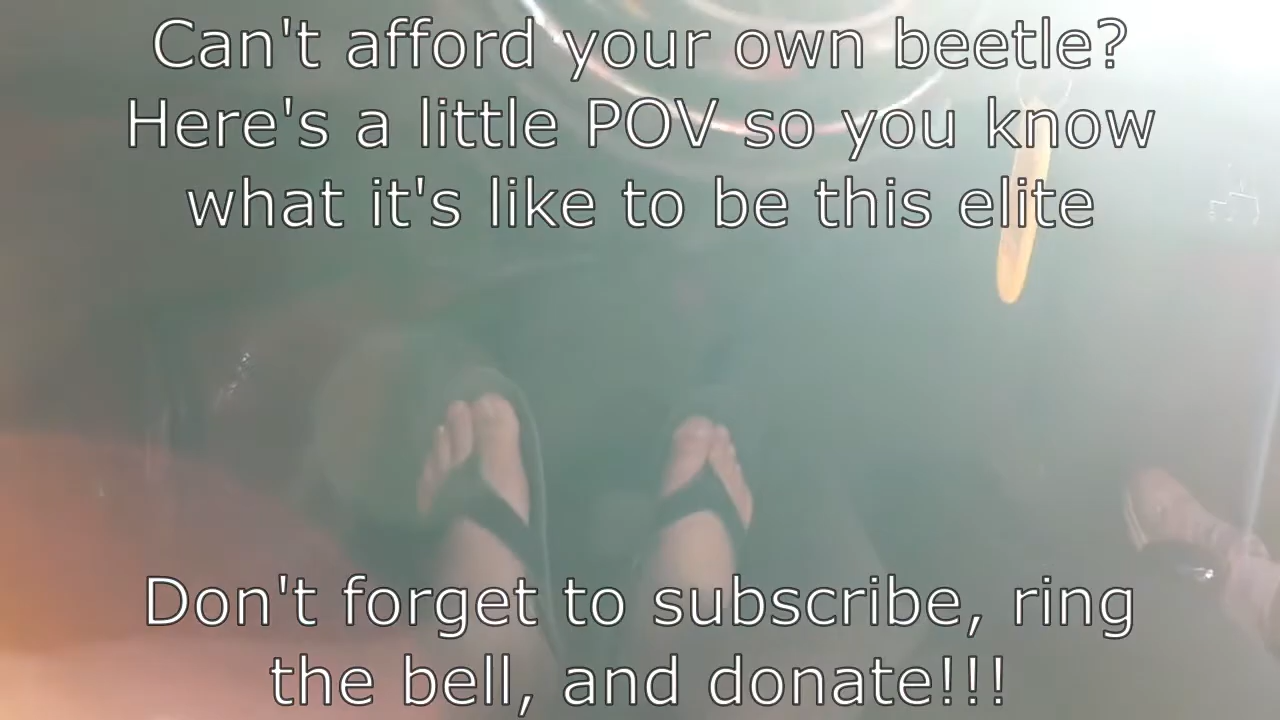 Can't afford your own beetle?
Here's a little POV so you know
what it's like to be this elite
Don't forget to subscribe, ring
the bell, and donate!!!